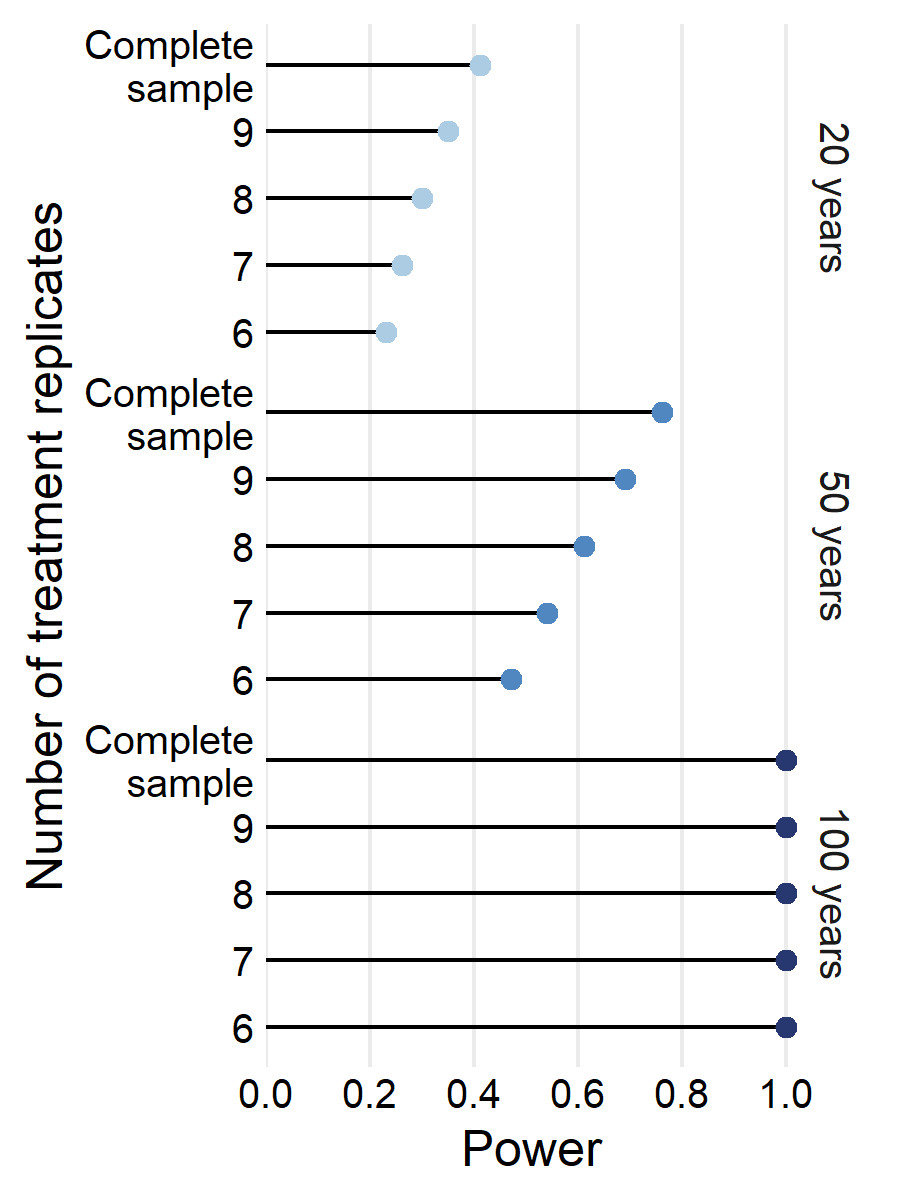 Number of treatment replicates
Complete
sample
9
8
7
6
20 years
Complete
sample
9
8
7
6
50 years
Complete
sample
9
8
7
6
100 years
0.0 0.2 0.4 0.6 0.8 1.0
Power